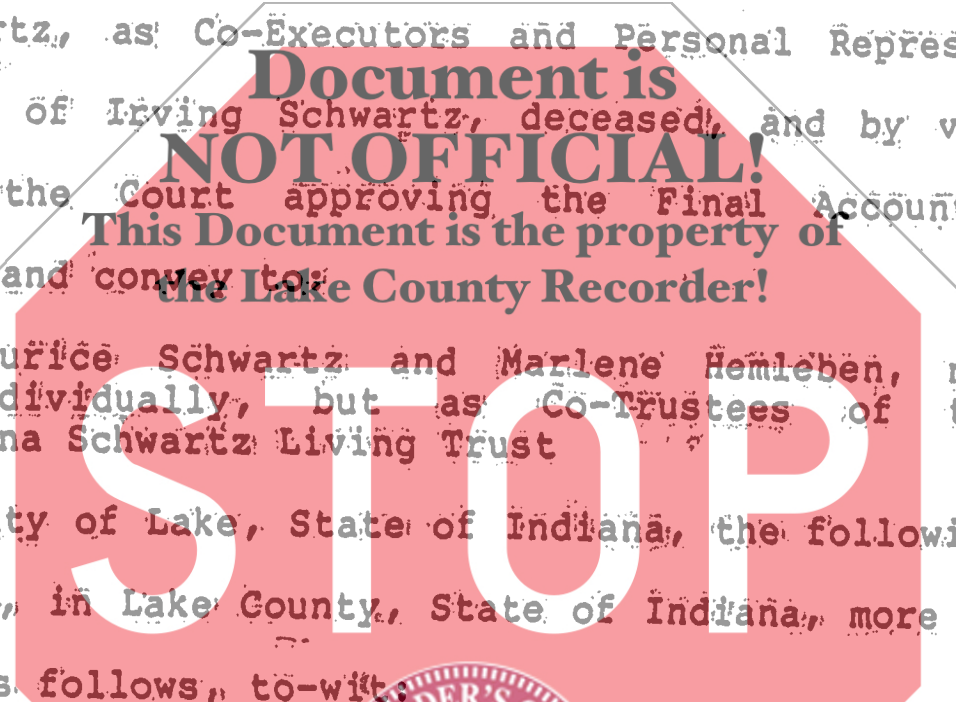 rtz, as Co-Executors and Personal Repres
Document is
of Irving Schwartz, deceased, and by v
NOT OFFICIAL!
the Court approving the Final Accoun
This Document is the property of
and convey to:
the Lake County Recorder!
urice Schwartz and Marlene Hemleben, n
dividually, but as Co-Trustees of t
na Schwartz Living Trust
STOP
ty of Lake, State of Indiana, the followi
, in Lake County, State of Indiana, more
s follows, to-wit:
DER'S